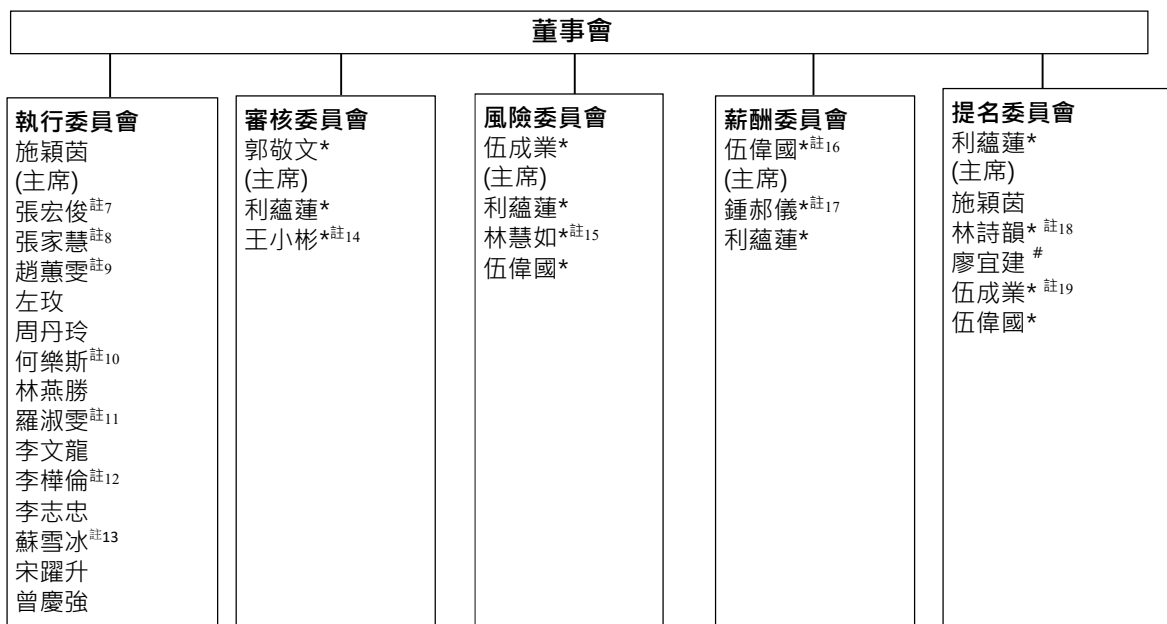 董事會
執行委員會
施穎茵
(主席)
張宏俊註7
張家慧註8
趙蕙雯註9
左玫
周丹玲
何樂斯註10
林燕勝
羅淑雯註11
李文龍
李樺倫註12
李志忠
蘇雪冰註13
宋躍升
曾慶強
審核委員會
郭敬文*
(主席)
利蘊蓮*
王小彬*註14
風險委員會
伍成業*
(主席)
利蘊蓮*
林慧如*註15
伍偉國*
薪酬委員會
伍偉國*註16
(主席)
鍾郝儀*註17
利蘊蓮*
提名委員會
利蘊蓮*
(主席)
施穎茵
林詩韻* 註18
廖宜建 #
伍成業* 註19
伍偉國*